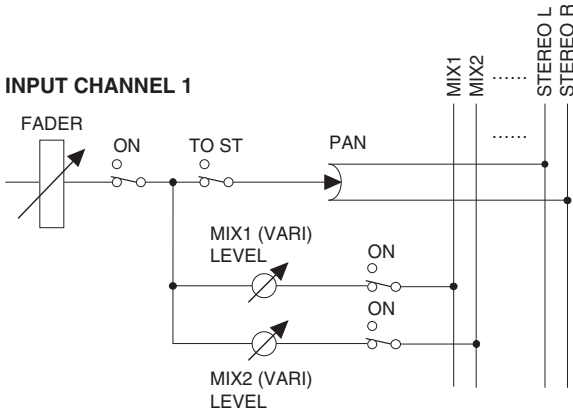 STEREO L
STEREO R
MIX1
MIX2
......
......
INPUT CHANNEL 1
FADER
ON
TO ST
PAN
MIX1 (VARI)
LEVEL
ON
ON
MIX2 (VARI)
LEVEL